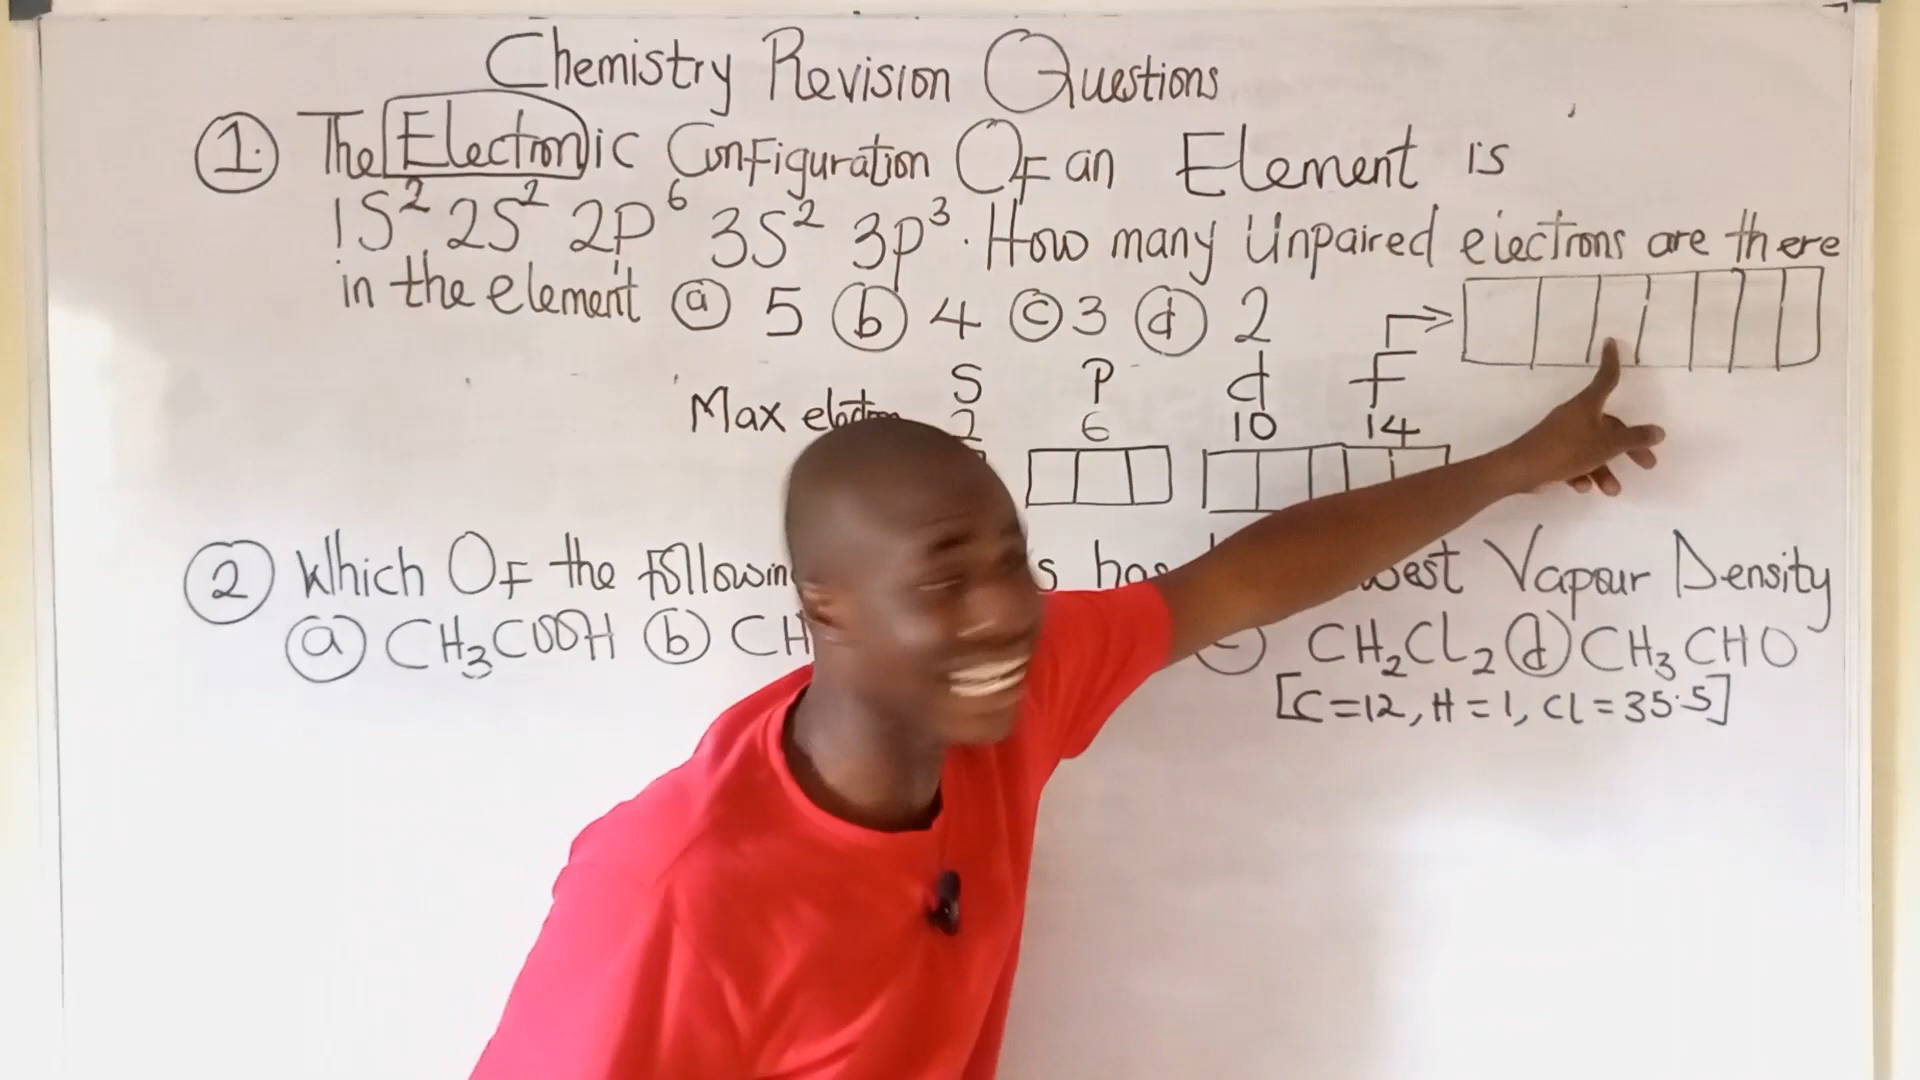 Chemistry Revision Questions
1. The Electronic Configuration Of an Element is
1S² 2S² 2P⁶ 3S² 3p³. How many Unpaired electrons are there
in the element (a) 5 (b) 4 (c) 3 (d) 2
S P d F
Max 2 6 10 14
2 Which Of the has Vapour Density
(a) CH₃COOH (b) CH₂Cl₂ (d) CH₃CHO
[C=12, H=1, Cl=35.5]